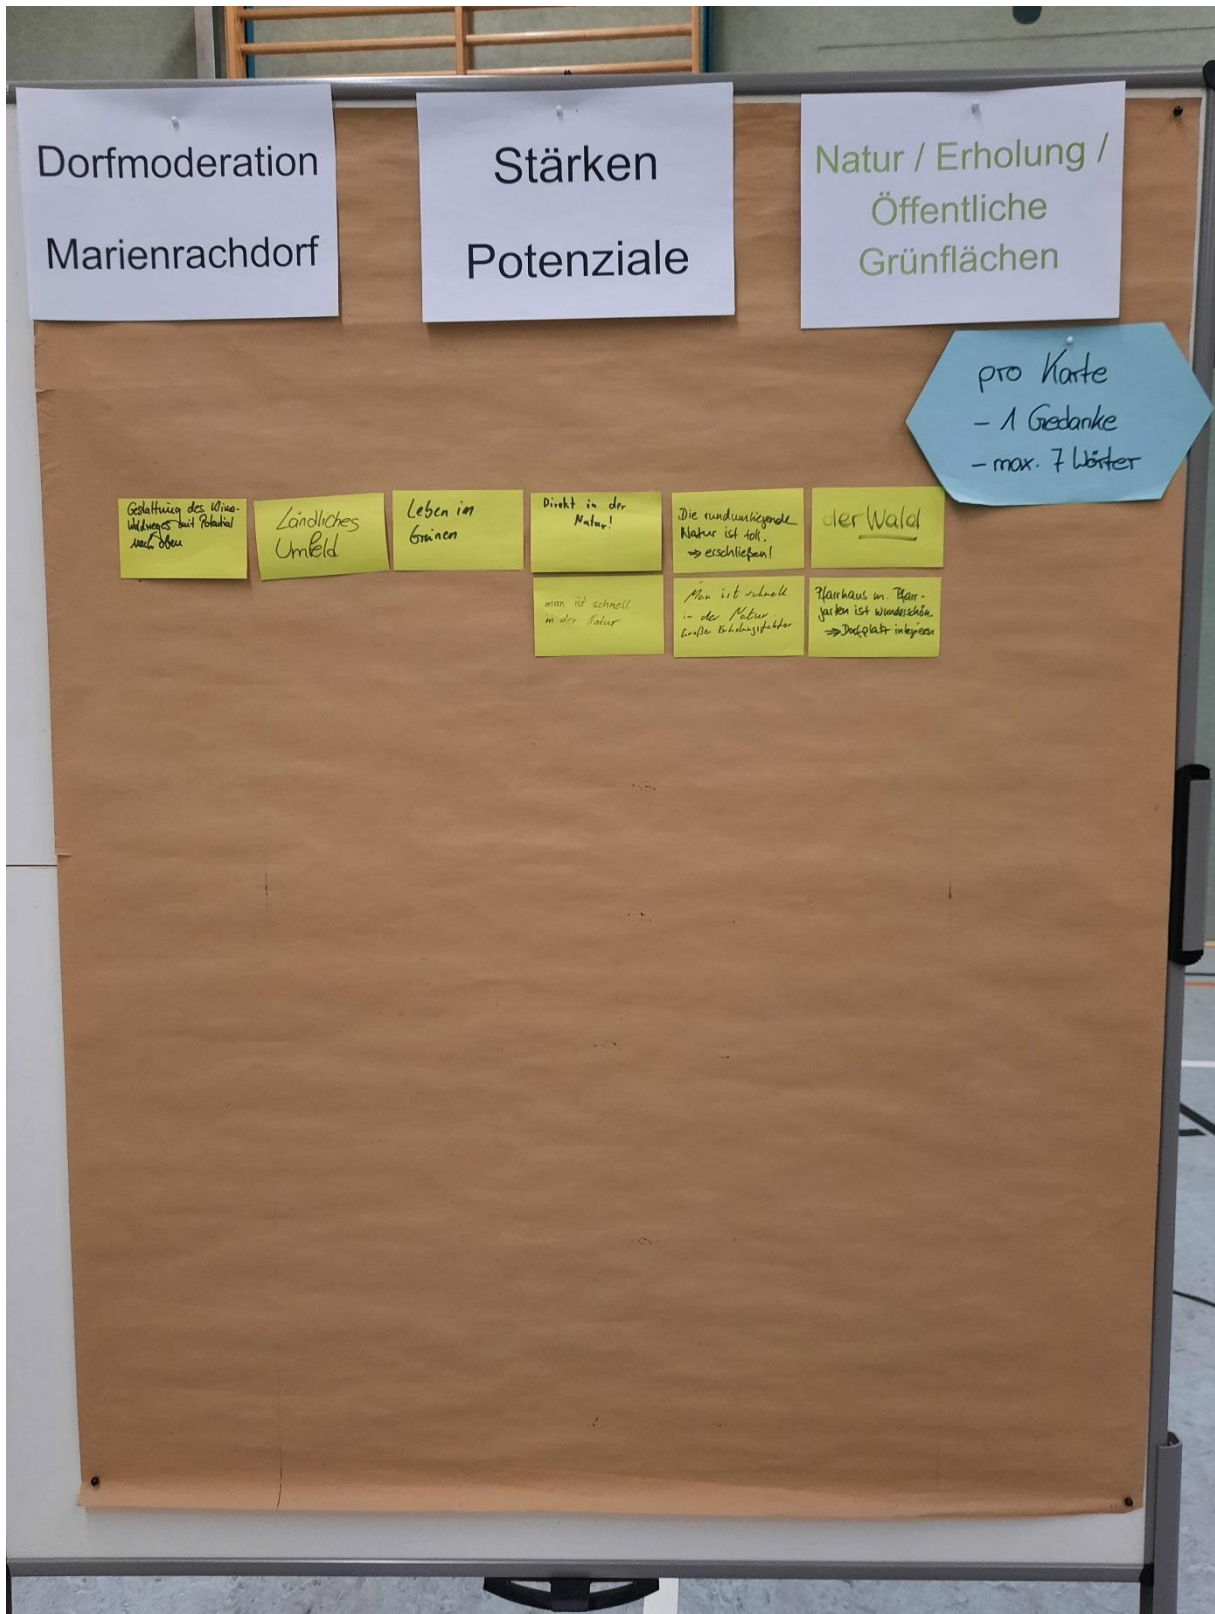 Dorfmoderation
Marienrachdorf
Stärken
Potenziale
Natur / Erholung /
Öffentliche
Grünflächen
pro Karte
- 1 Gedanke
- max. 7 Wörter
Gestaltung des Klima-
Waldweges mit Potential
nach oben
Ländliches
Umfeld
Leben im
Grünen
Direkt in der
Natur!
Die rundumliegende
Natur ist toll.
⇒ erschließen!
der Wald
man ist schnell
in der Natur
Man ist schnell
in der Natur.
Große Erholungsfaktor
Pfarrhaus m. Pfarr-
garten ist wunderschön.
⇒ Dorfplatz integrieren